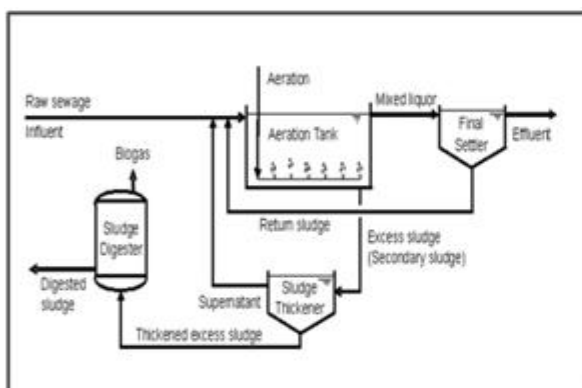 Aeration
Raw sewage
Influent
Mixed liquor
Aeration Tank
Final
Settler
Effluent
Biogas
Return sludge
Excess sludge
(Secondary sludge)
Sludge
Digester
Digested
sludge
Supernatant
Sludge
Thickener
Thickened excess sludge